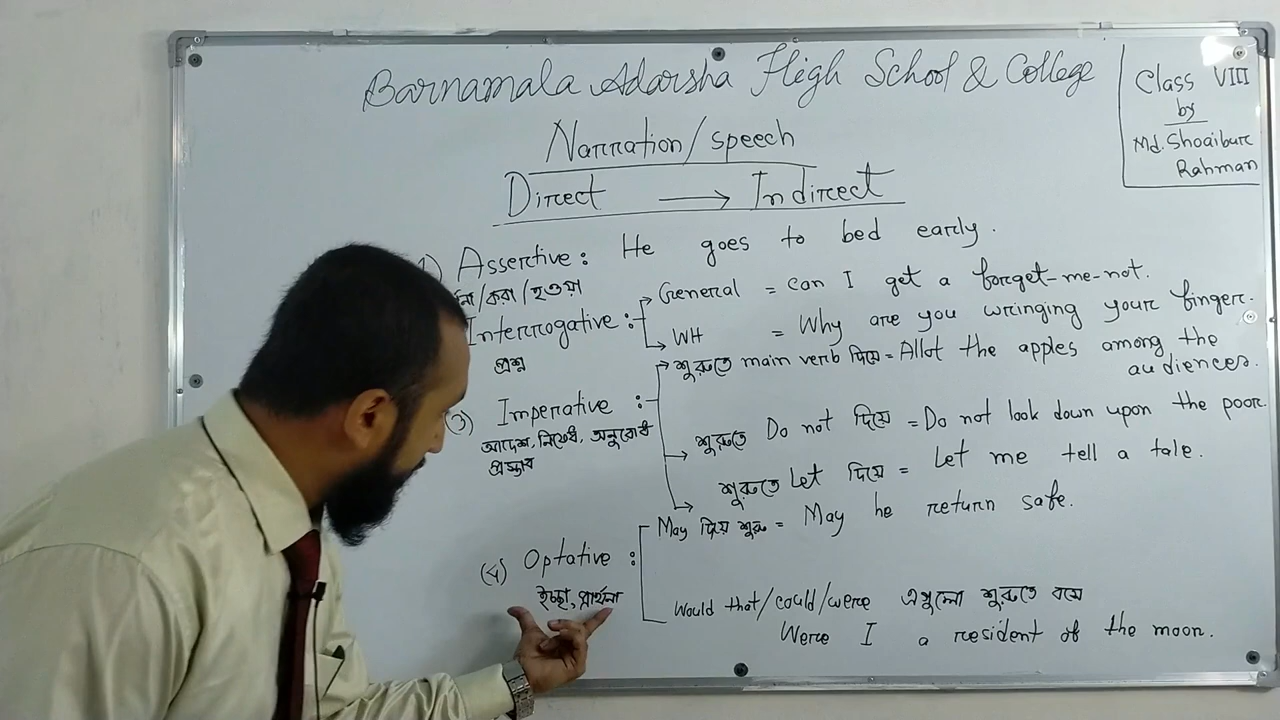 Barnamala Adarsha High School & College
Class VIII
by
Md. Shoaibur
Rahman
Narration/speech
Direct → Indirect
1) Assertive: He goes to bed early.
/করা/হওয়া
Interrogative: General = can I get a forget-me-not.
WH = Why are you wringing your finger.
প্রশ্ন
(৩) Imperative : শুরুতে main verb দিয়ে = Allot the apples among the
audiences.
আদেশ, নিষেধ, অনুরোধ
প্রস্তাব
শুরুতে Do not দিয়ে = Do not look down upon the poor.
শুরুতে Let দিয়ে = Let me tell a tale.
(৪) Optative : May দিয়ে শুরু = May he return safe.
ইচ্ছা, প্রার্থনা
Would that/could/were এগুলো শুরুতে বসে
Were I a resident of the moon.